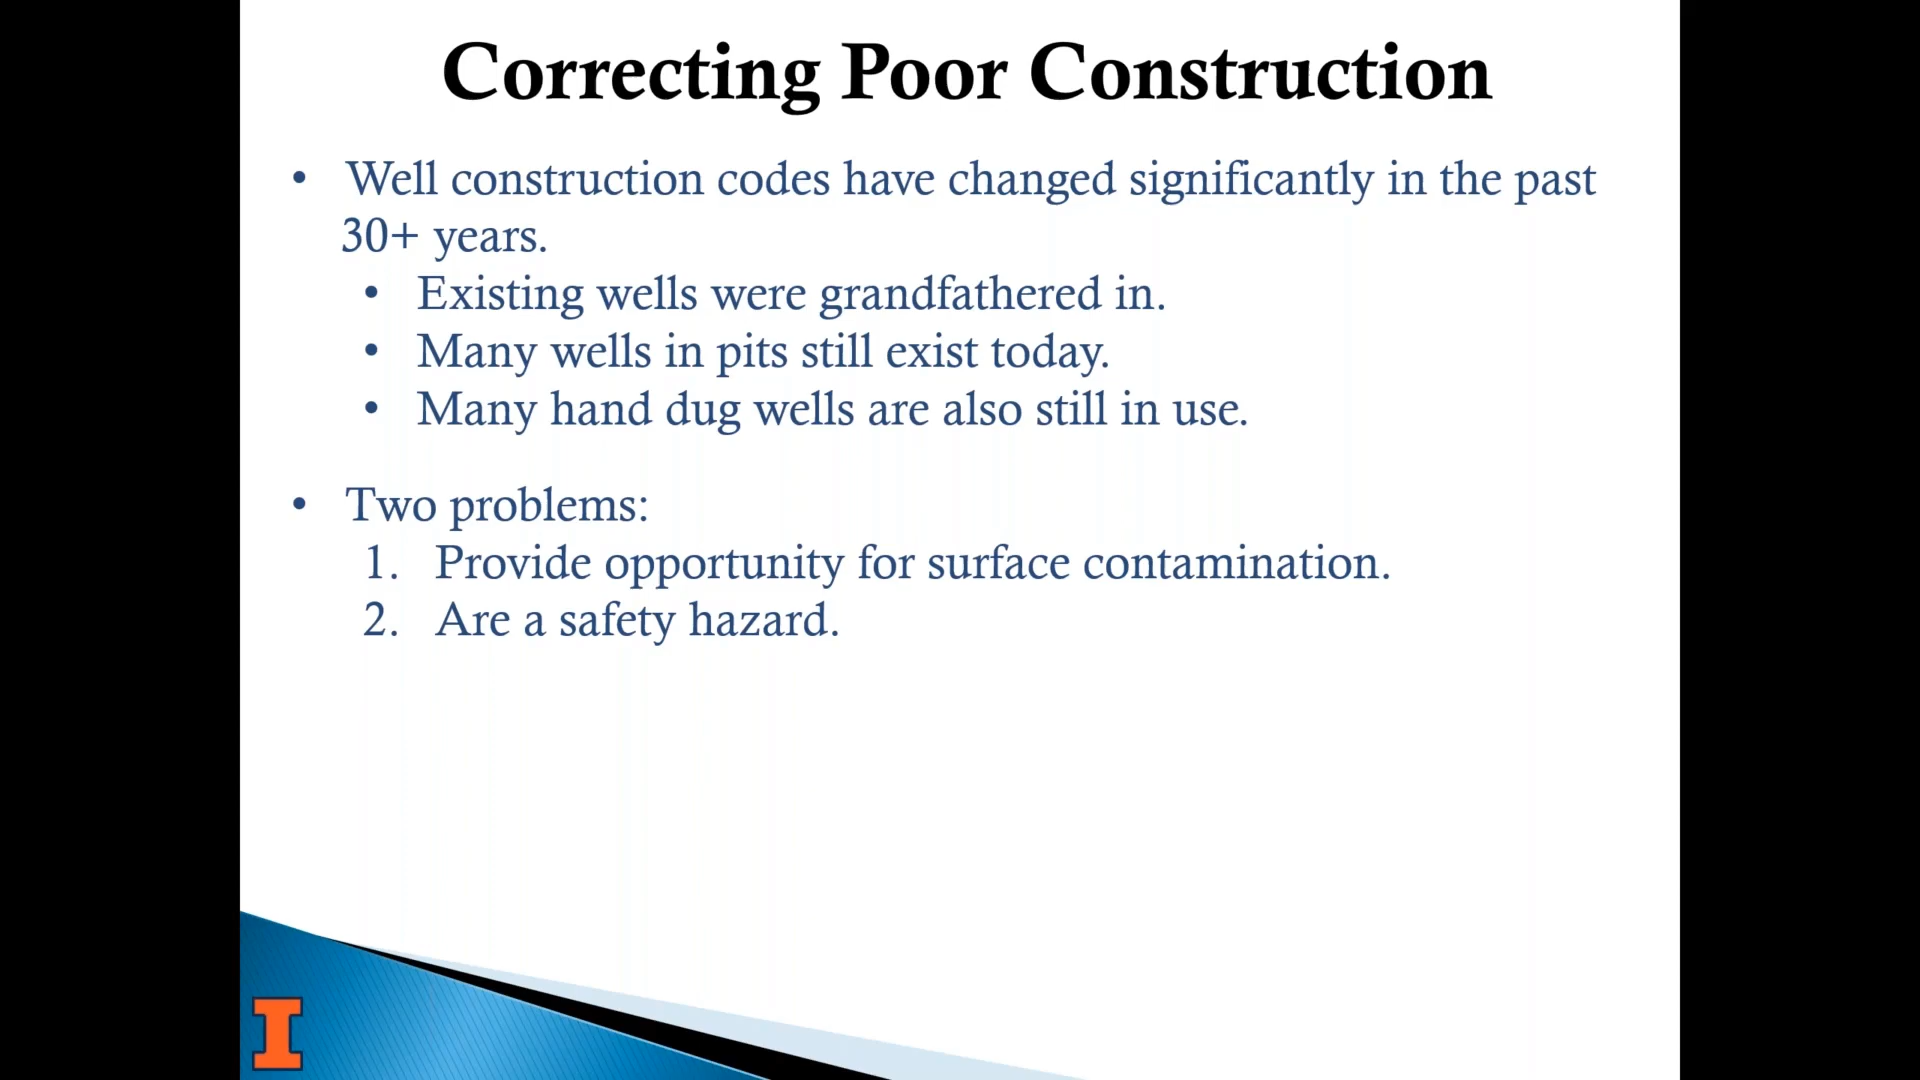 Correcting Poor Construction
• Well construction codes have changed significantly in the past
30+ years.
• Existing wells were grandfathered in.
• Many wells in pits still exist today.
• Many hand dug wells are also still in use.
• Two problems:
1. Provide opportunity for surface contamination.
2. Are a safety hazard.
I